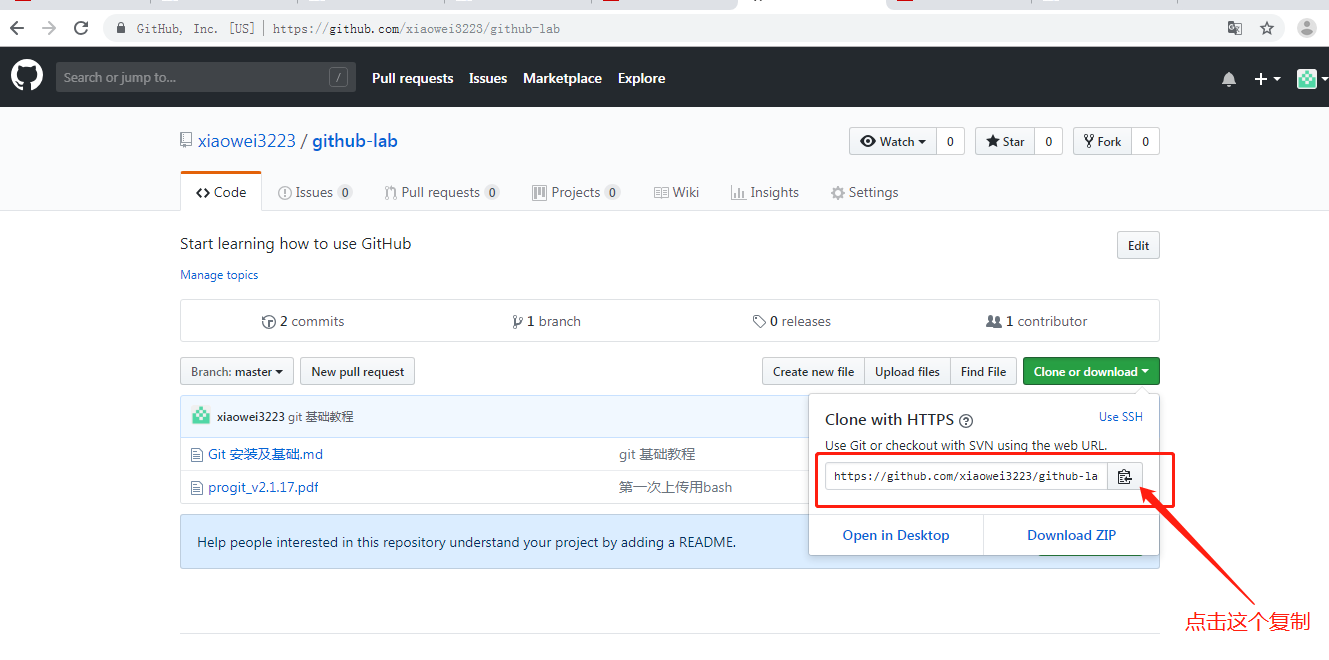 GitHub, Inc. [US] | https://github.com/xiaowei3223/github-lab
Search or jump to... / Pull requests Issues Marketplace Explore
xiaowei3223 / github-lab Watch 0 Star 0 Fork 0
Code Issues 0 Pull requests 0 Projects 0 Wiki Insights Settings
Start learning how to use GitHub Edit
Manage topics
2 commits 1 branch 0 releases 1 contributor
Branch: master New pull request Create new file Upload files Find File Clone or download
xiaowei3223 git 基础教程
Git 安装及基础.md git 基础教程
progit_v2.1.17.pdf 第一次上传用bash
Help people interested in this repository understand your project by adding a README.
Clone with HTTPS ? Use SSH
Use Git or checkout with SVN using the web URL.
https://github.com/xiaowei3223/github-la
Open in Desktop Download ZIP
点击这个复制